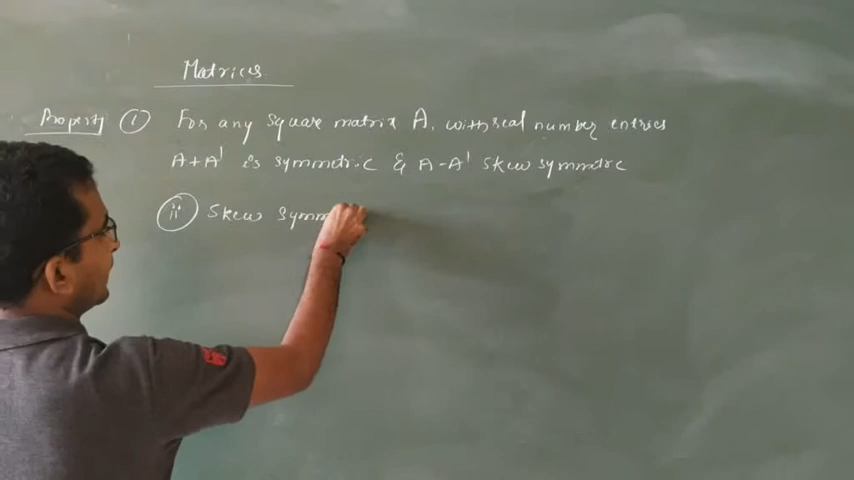 Matrices
Property (i) For any square matrix A, with real number entries
A+A' is symmetric & A-A' skew symmetric
(ii) Skew symm